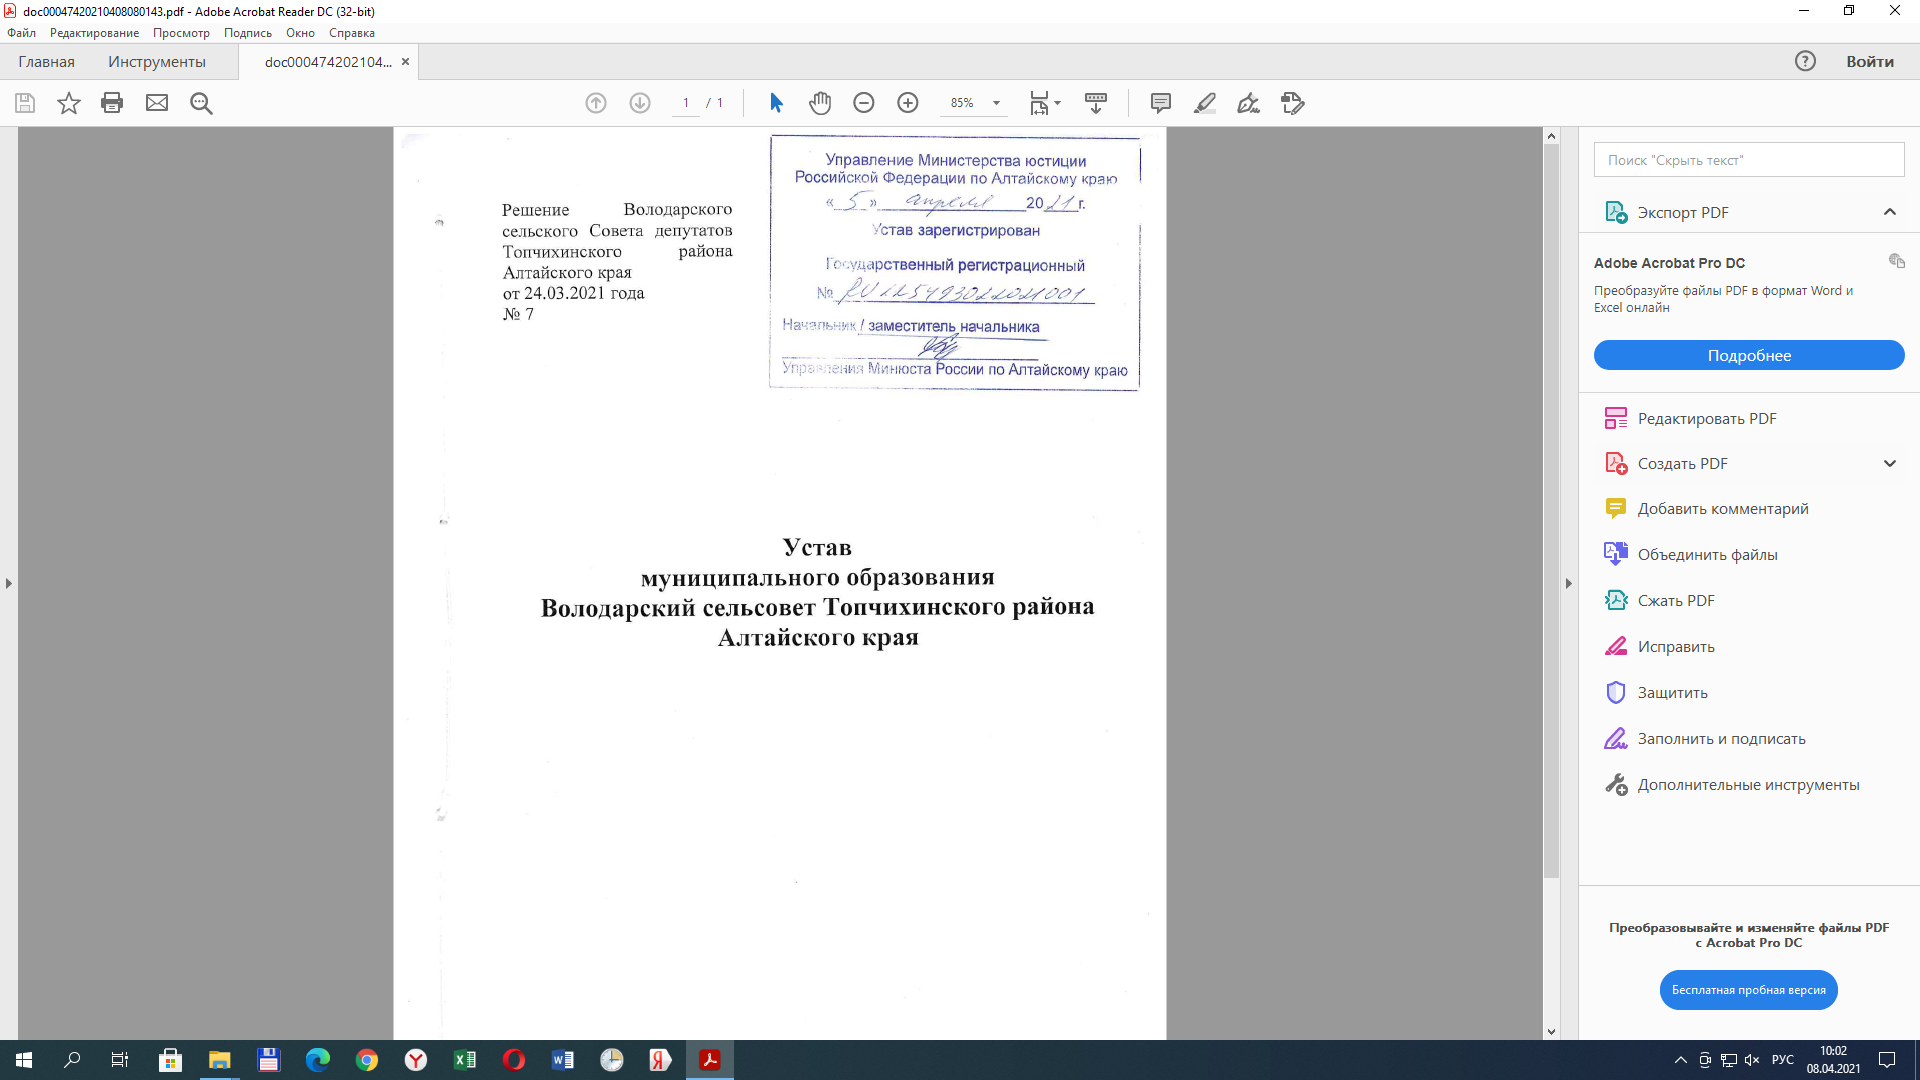 doc00047420210408080143.pdf - Adobe Acrobat Reader DC (32-bit)
Файл Редактирование Просмотр Подпись Окно Справка
Главная Инструменты doc000474202104... × Войти
1 / 1 85%
Управление Министерства юстиции
Российской Федерации по Алтайскому краю
« 5 » апреля 2021г.
Устав зарегистрирован
Государственный регистрационный
№ RU225493022021001
Начальник / заместитель начальника
Управления Минюста России по Алтайскому краю
Решение Володарского
сельского Совета депутатов
Топчихинского района
Алтайского края
от 24.03.2021 года
№ 7
Устав
муниципального образования
Володарский сельсовет Топчихинского района
Алтайского края
Поиск "Скрыть текст"
Экспорт PDF
Adobe Acrobat Pro DC
Преобразуйте файлы PDF в формат Word и
Excel онлайн
Подробнее
Редактировать PDF
Создать PDF
Добавить комментарий
Объединить файлы
Сжать PDF
Исправить
Защитить
Заполнить и подписать
Дополнительные инструменты
Преобразовывайте и изменяйте файлы PDF
с Acrobat Pro DC
Бесплатная пробная версия
РУС
10:02
08.04.2021